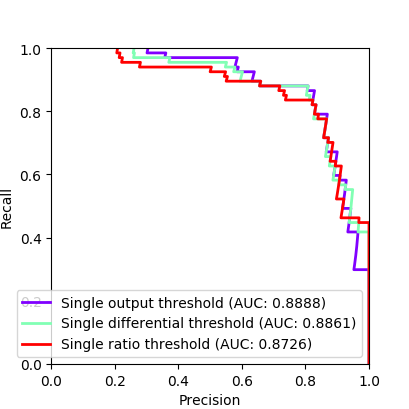 1.0
0.8
0.6
0.4
0.2
0.0
Recall
Single output threshold (AUC: 0.8888)
Single differential threshold (AUC: 0.8861)
Single ratio threshold (AUC: 0.8726)
0.0 0.2 0.4 0.6 0.8 1.0
Precision